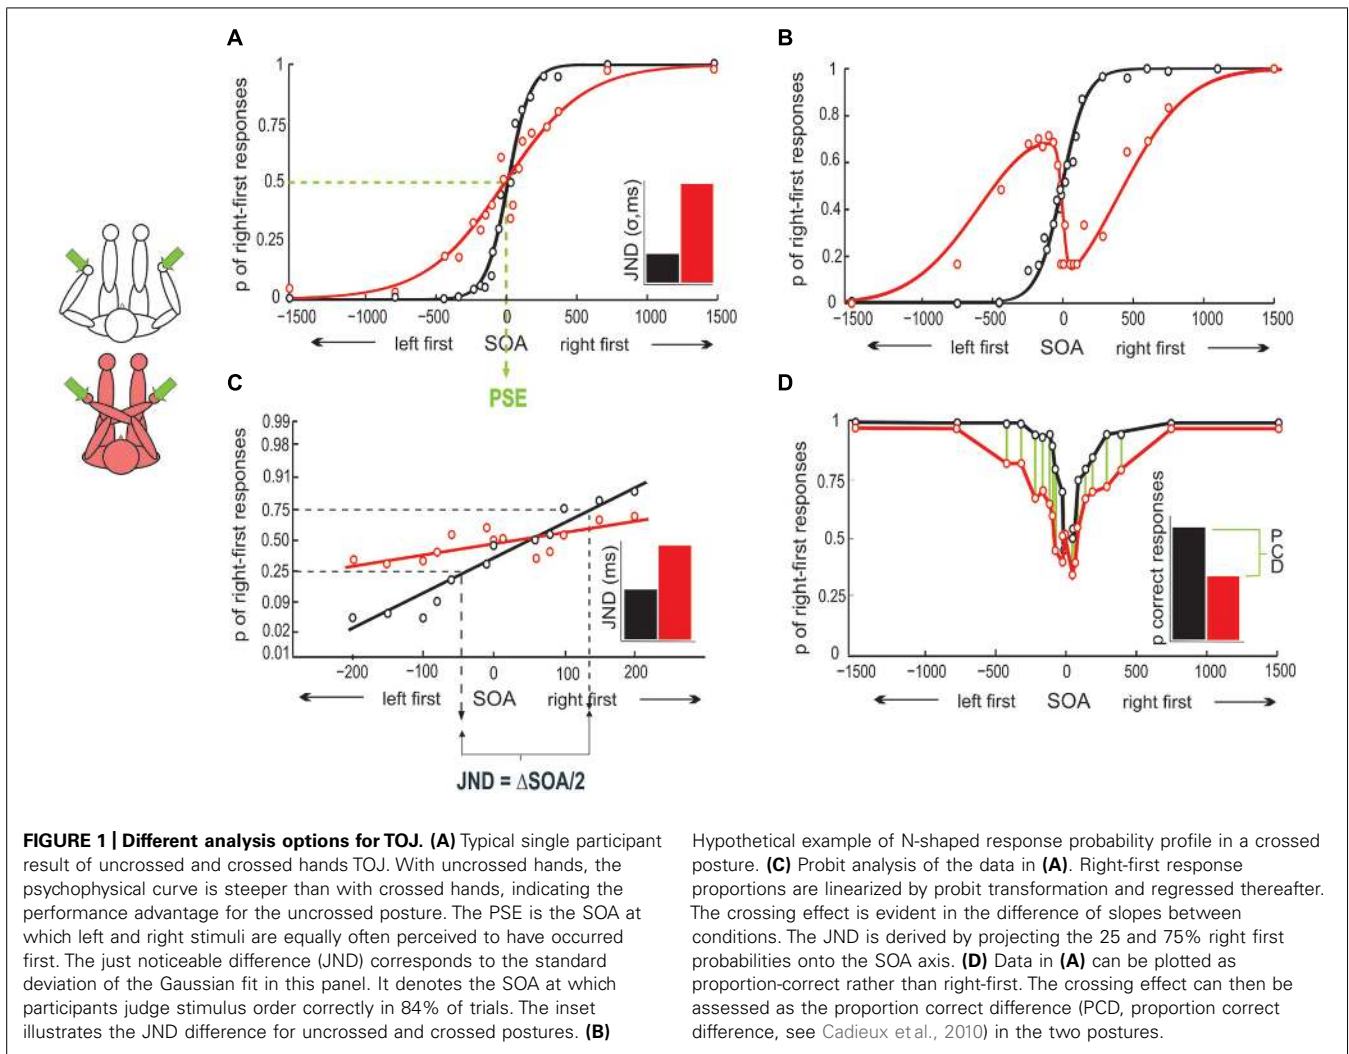 A
p of right-first responses
1
0.75
0.5
0.25
0
−1500 −1000 −500 0 500 1000 1500
left first SOA right first
PSE
JND (σ,ms)
B
p of right-first responses
1
0.8
0.6
0.4
0.2
0
−1500 −1000 −500 0 500 1000 1500
left first SOA right first
C
p of right-first responses
0.99
0.98
0.91
0.75
0.50
0.25
0.09
0.02
0.01
−200 −100 0 100 200
left first SOA right first
JND = ΔSOA/2
JND (ms)
D
p of right-first responses
1
0.75
0.5
0.25
0
−1500 −1000 −500 0 500 1000 1500
left first SOA right first
p correct responses
P
C
D
FIGURE 1 | Different analysis options for TOJ. (A) Typical single participant
result of uncrossed and crossed hands TOJ. With uncrossed hands, the
psychophysical curve is steeper than with crossed hands, indicating the
performance advantage for the uncrossed posture. The PSE is the SOA at
which left and right stimuli are equally often perceived to have occurred
first. The just noticeable difference (JND) corresponds to the standard
deviation of the Gaussian fit in this panel. It denotes the SOA at which
participants judge stimulus order correctly in 84% of trials. The inset
illustrates the JND difference for uncrossed and crossed postures. (B)
Hypothetical example of N-shaped response probability profile in a crossed
posture. (C) Probit analysis of the data in (A). Right-first response
proportions are linearized by probit transformation and regressed thereafter.
The crossing effect is evident in the difference of slopes between
conditions. The JND is derived by projecting the 25 and 75% right first
probabilities onto the SOA axis. (D) Data in (A) can be plotted as
proportion-correct rather than right-first. The crossing effect can then be
assessed as the proportion correct difference (PCD, proportion correct
difference, see Cadieux et al., 2010) in the two postures.